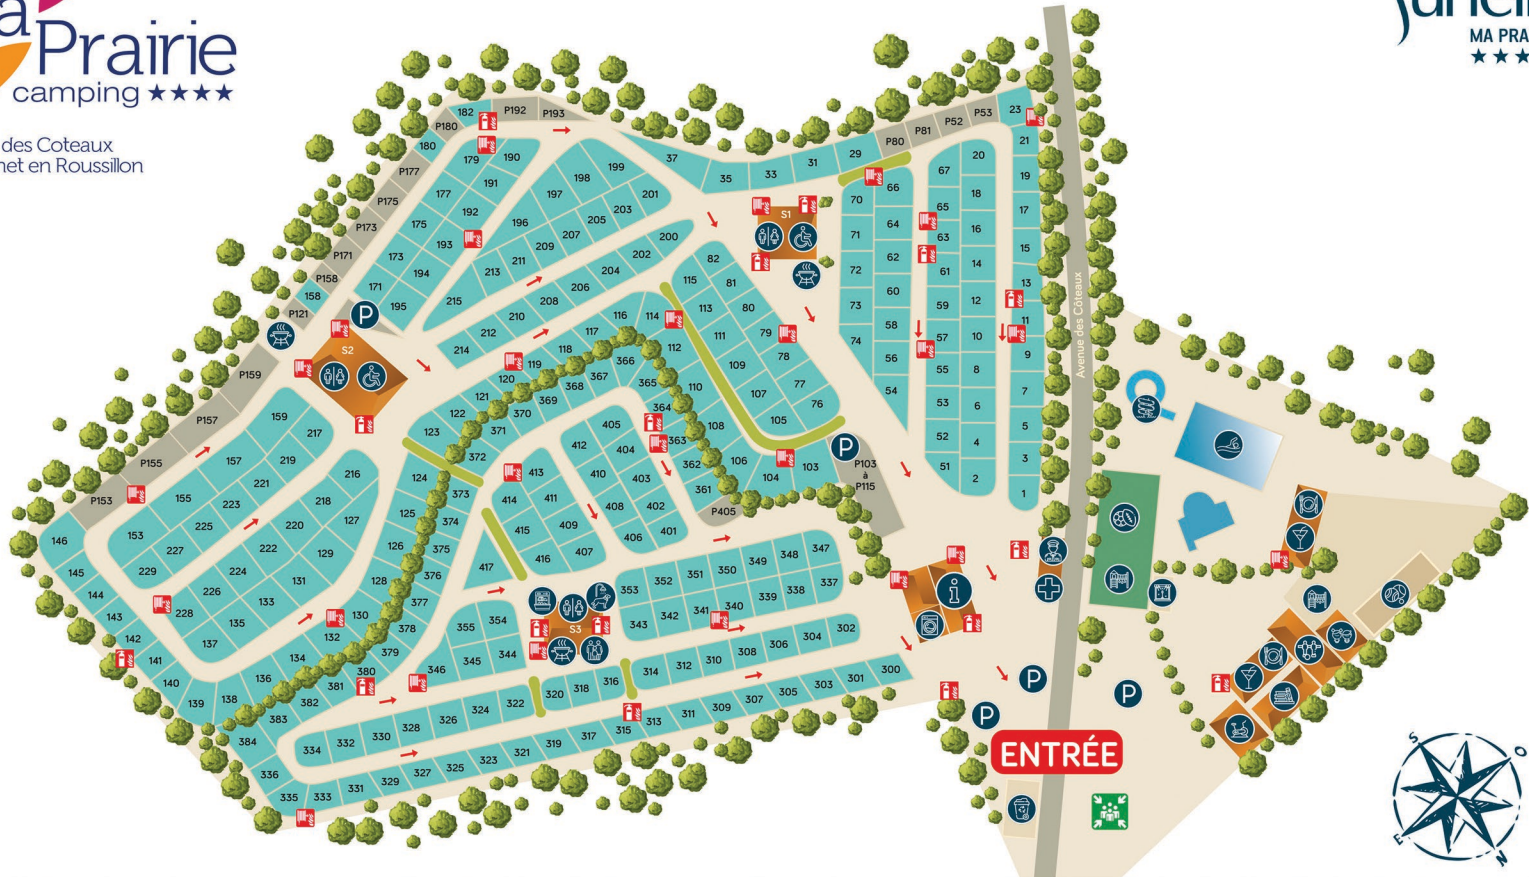 a
Prairie
camping ★★★★
des Coteaux
net en Roussillon
MA PRA
★★★
182 P192 P193
P180
180 179 190
P177 177 191 199
P175 175 192 197 198 201
P173 173 193 196 205 203
P171 171 194 209 207 200
P158 195 213 211 202
158 215 206 204
P121 212 210 208
P 214
S2
P159 159
P157 157 219 217
P155 155 223 221 216
P153 153 227 225 220 218
146 229 222 127
145 228 226 224 129
144 133 131
143 137 135
142 134 132 130
141 136
140 138
139
37 35 33 31 29
P80 P81 P52 P53 23
S1
82
115 81
113 80
111 79
109 78
107 77
105 76
116 114
117 112
118 110
119 108
120 106
121 104 103
122
123
124
125
126
128
366
367 365
368 364
369 363
370 362
371 361
372 P405
373
374
375
376
377
378
379
380
381
382
383
384
405
412 404
410 403
408 402
406 401
413
414 411
415 409
416 407
417
70 66
71 64
72 62
73 60
74 58
56
54
67 20
65 18
63 16
61 14
59 12
57 10
55 8
53 6
52 4
51 2
21
19
17
15
13
11
9
7
5
3
1
Avenue des Côteaux
P
P103
à
P115
353 352 351 350 349 348 347
343 342 341 340 339 338 337
355 354
345 344
346
S3
334 332 330 328 326 324 322
320 318 316
314 312 310 308 306 304 302
336
335 333 331 329 327 325 323 321 319 317 315 313 311 309 307 305 303 301 300
i
P
P
P
ENTRÉE
S
O
E
N